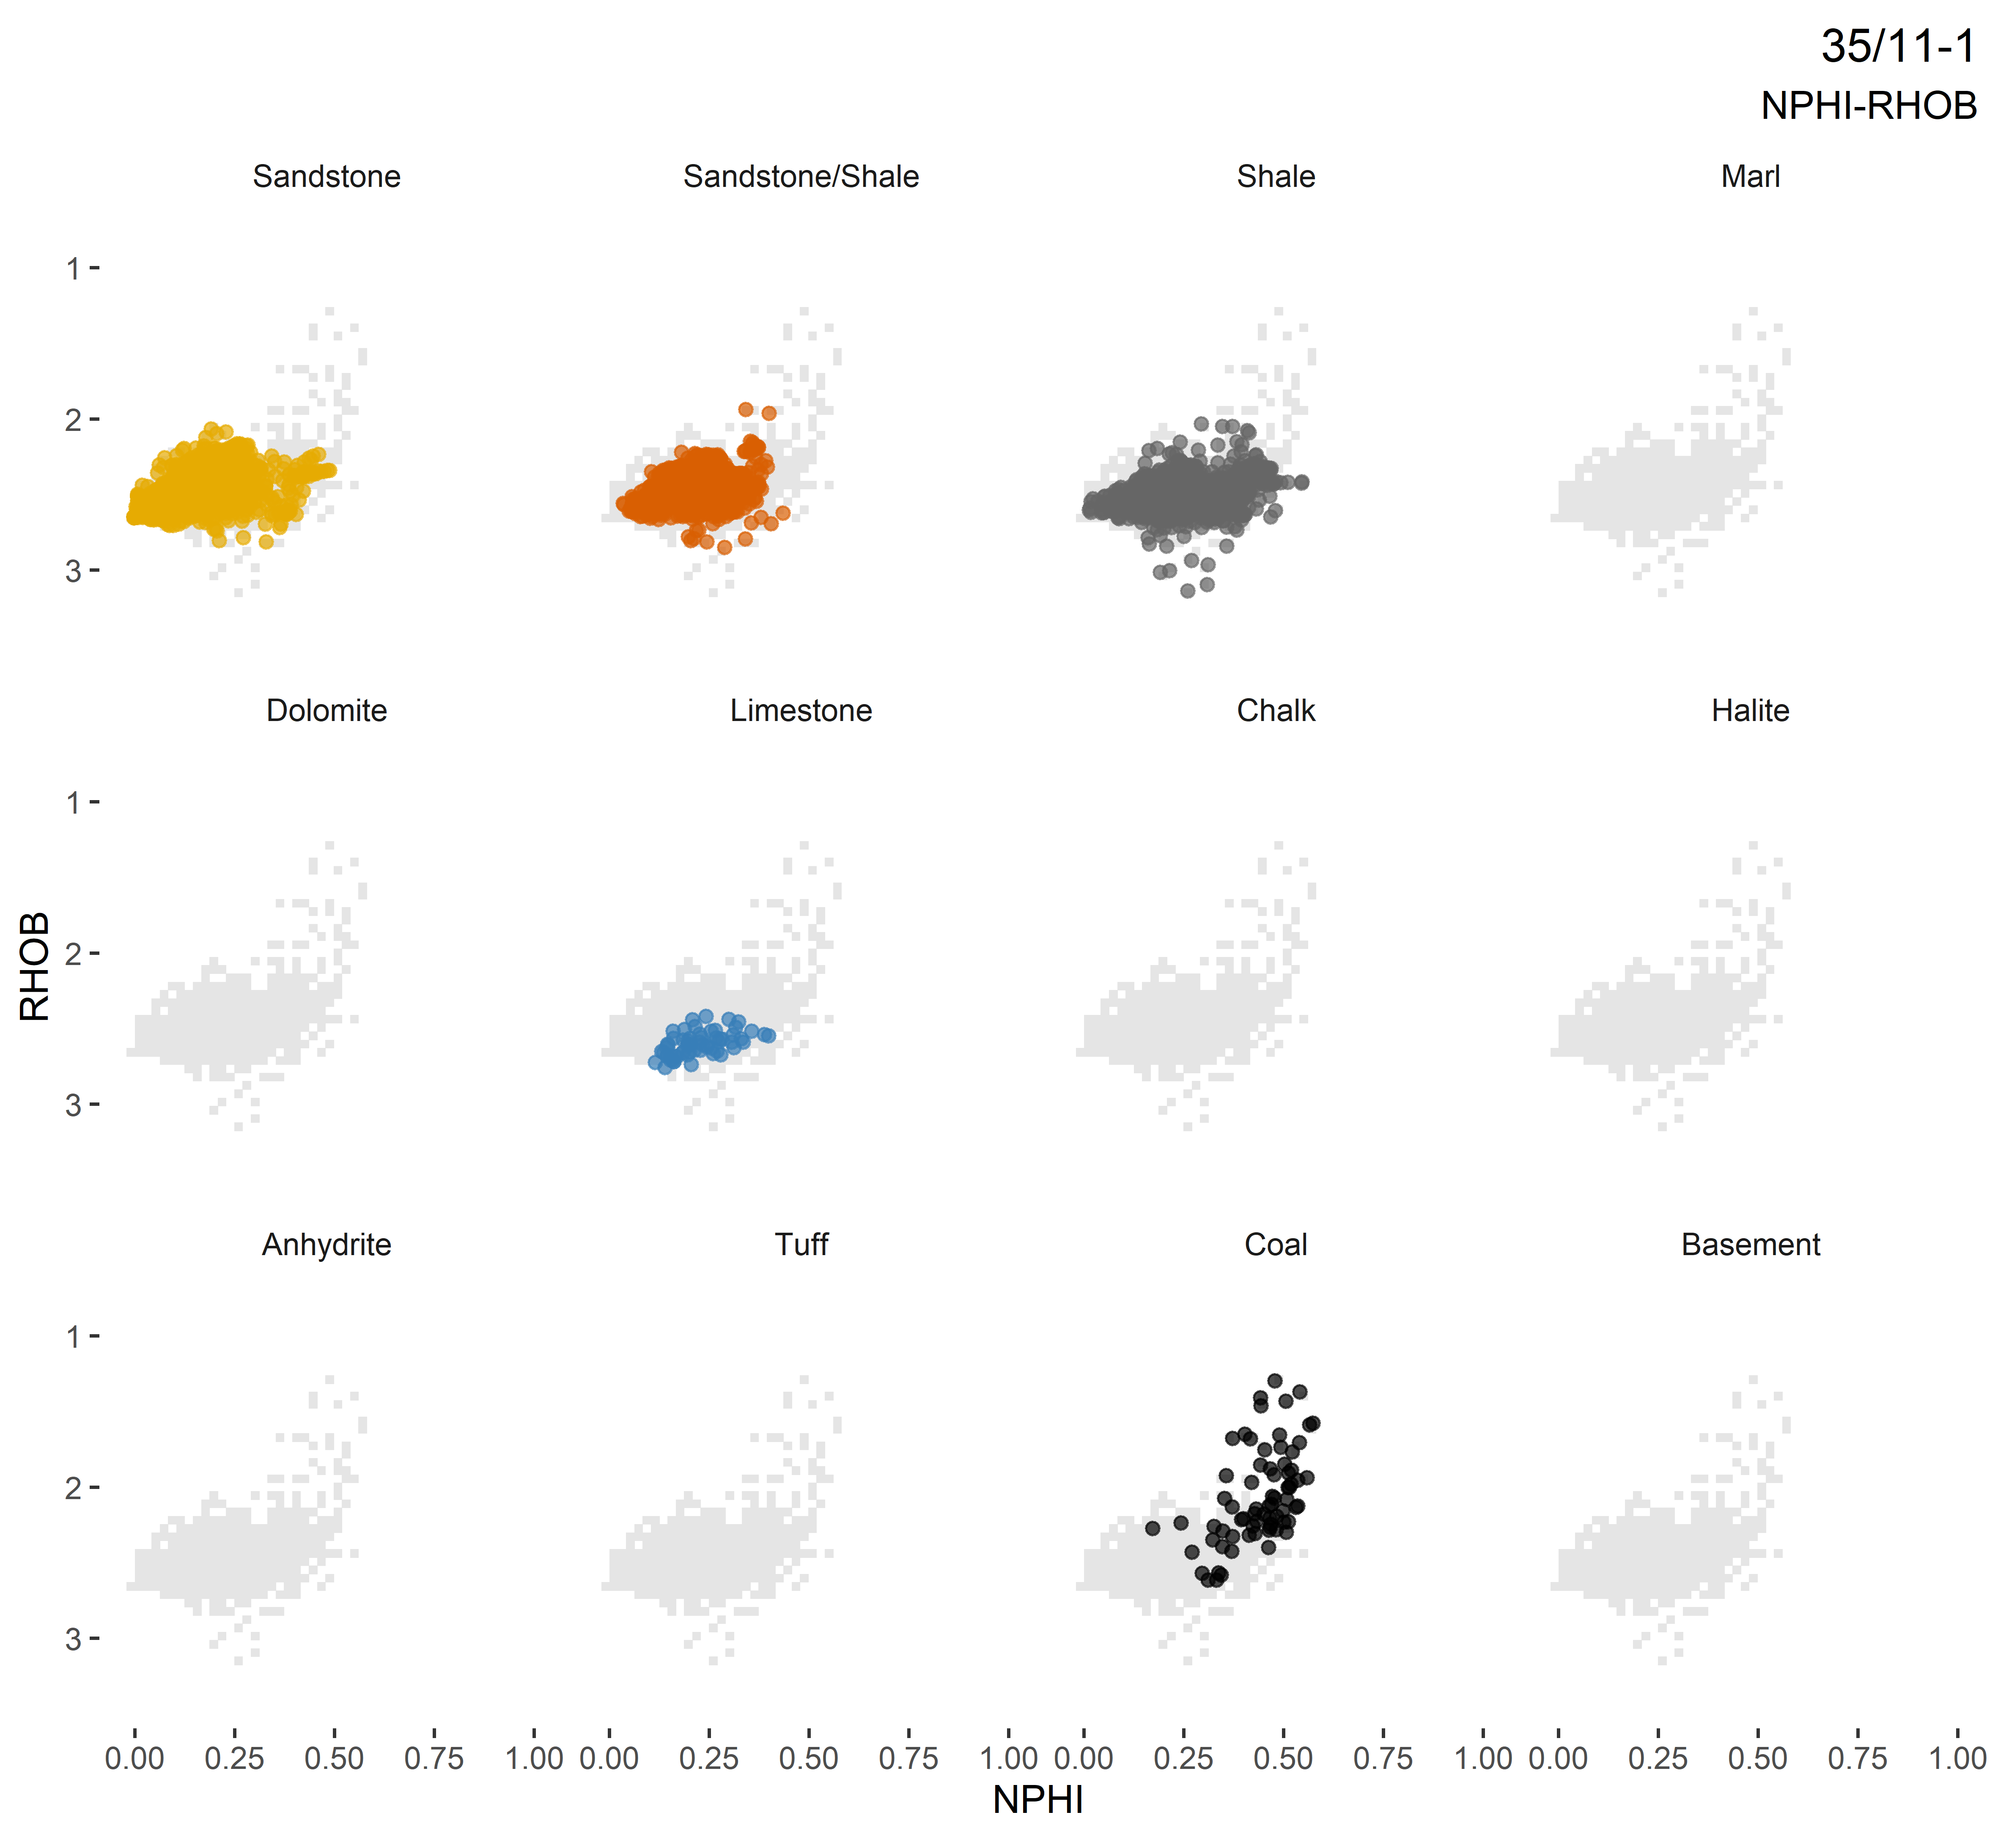 35/11-1
NPHI-RHOB
Sandstone
Sandstone/Shale
Shale
Marl
1
2
3
Dolomite
Limestone
Chalk
Halite
1
2
3
RHOB
Anhydrite
Tuff
Coal
Basement
1
2
3
0.00 0.25 0.50 0.75 1.00
0.00 0.25 0.50 0.75 1.00
0.00 0.25 0.50 0.75 1.00
0.00 0.25 0.50 0.75 1.00
NPHI